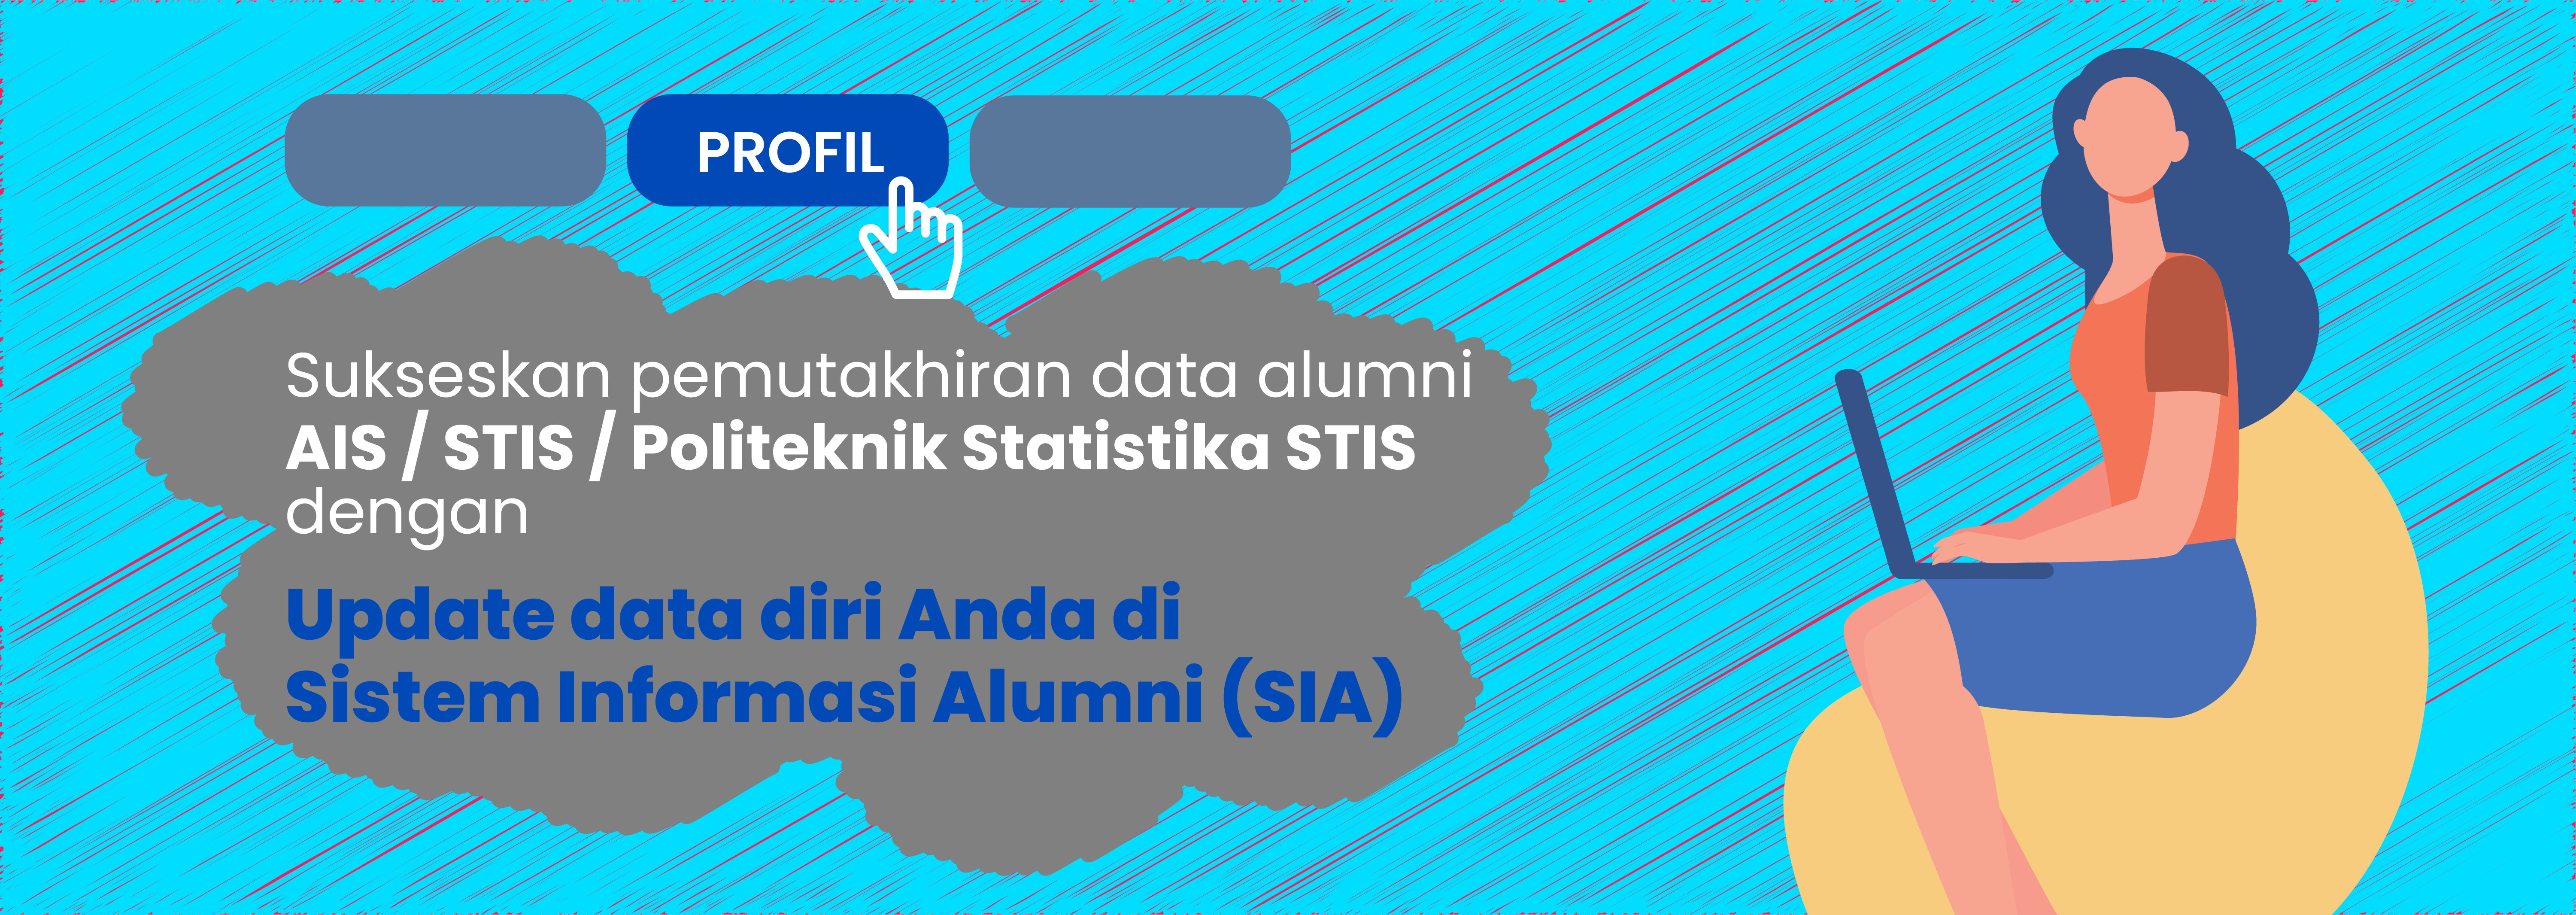 PROFIL
Sukseskan pemutakhiran data alumni
AIS / STIS / Politeknik Statistika STIS
dengan
Update data diri Anda di
Sistem Informasi Alumni (SIA)